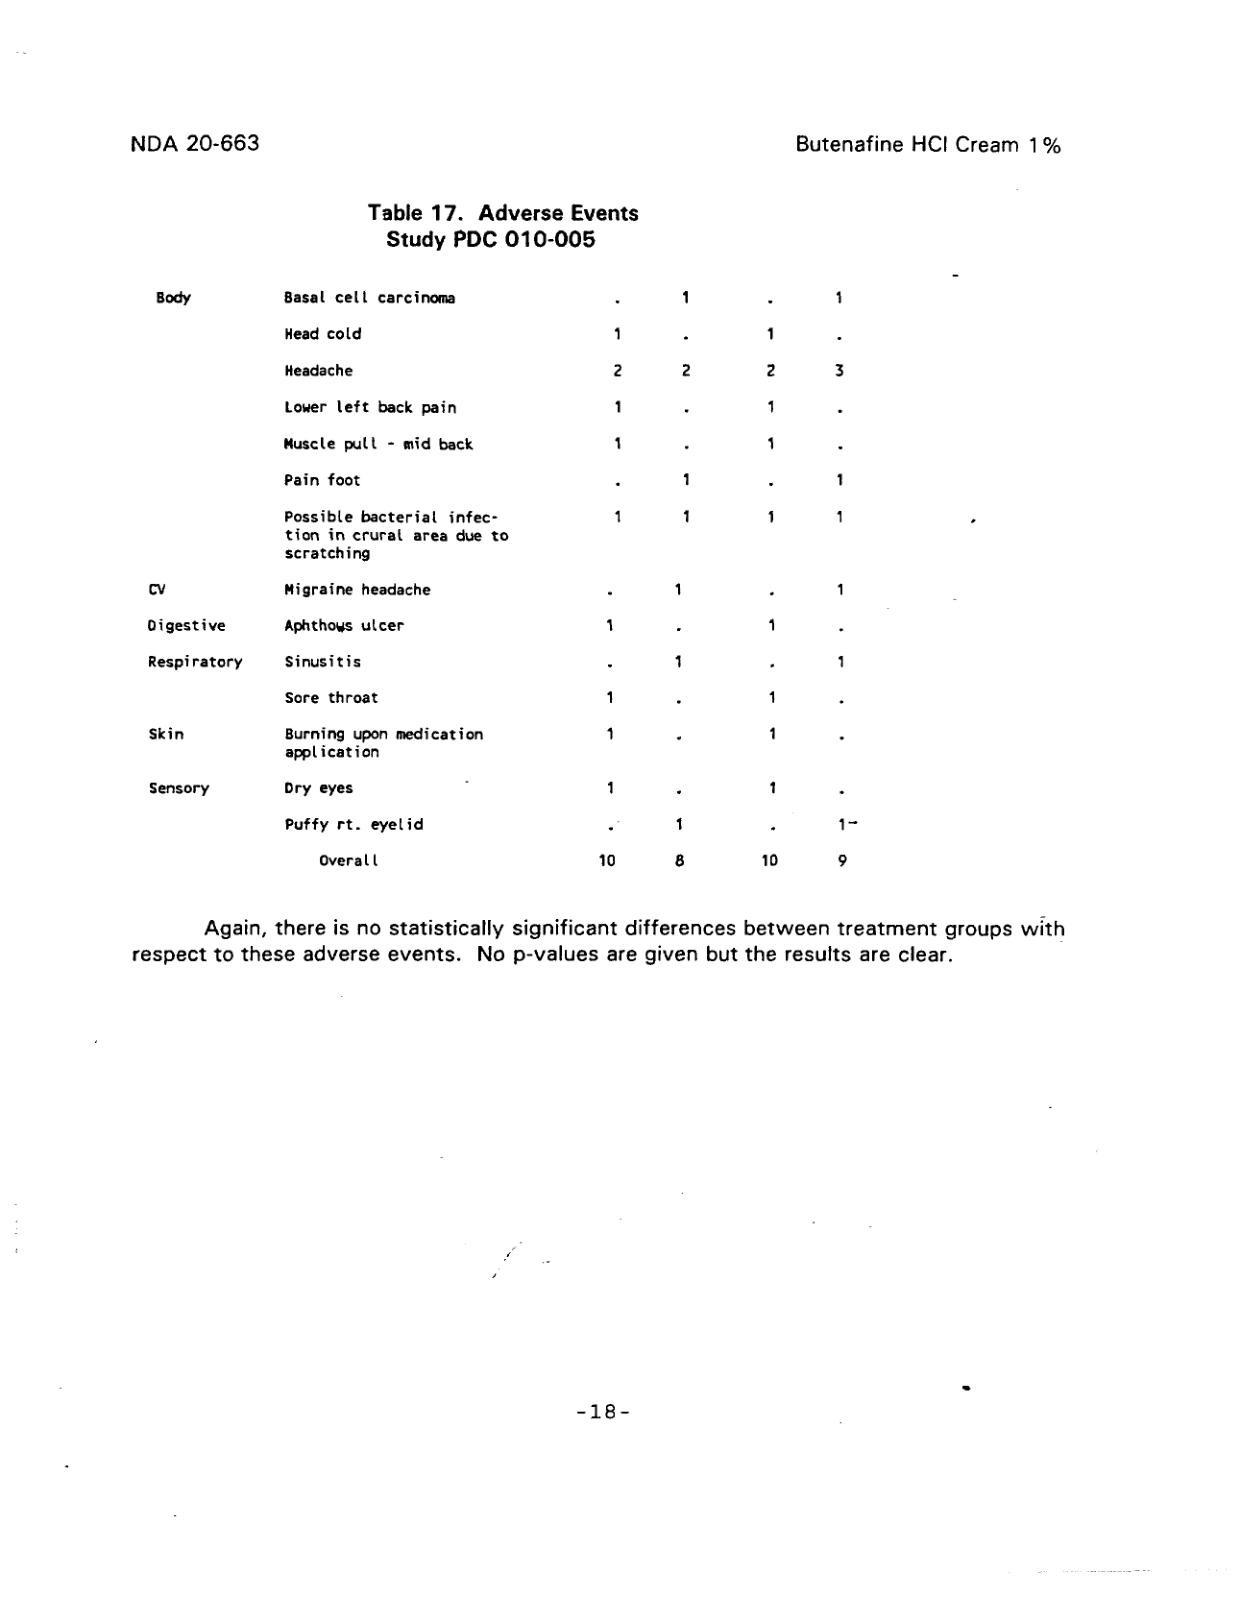 NDA 20-663 Butenafine HCl Cream 1%
Table 17. Adverse Events
Study PDC 010-005
Body Basal cell carcinoma . 1 . 1
Head cold 1 . 1 .
Headache 2 2 2 3
Lower left back pain 1 . 1 .
Muscle pull - mid back 1 . 1 .
Pain foot . 1 . 1
Possible bacterial infec- 1 1 1 1
tion in crural area due to
scratching
CV Migraine headache . 1 . 1
Digestive Aphthous ulcer 1 . 1 .
Respiratory Sinusitis . 1 . 1
Sore throat 1 . 1 .
Skin Burning upon medication 1 . 1 .
application
Sensory Dry eyes 1 . 1 .
Puffy rt. eyelid . 1 . 1
Overall 10 8 10 9
Again, there is no statistically significant differences between treatment groups with
respect to these adverse events. No p-values are given but the results are clear.
-18-